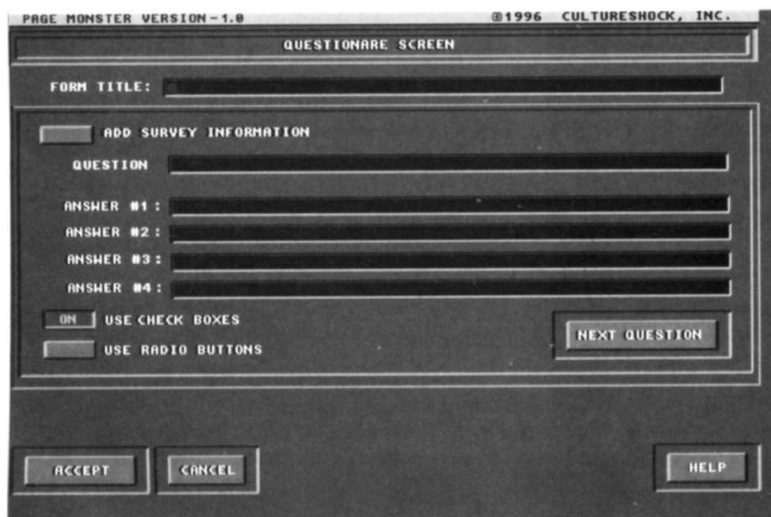 PAGE MONSTER VERSION-1.0 ©1996 CULTURESHOCK, INC.
QUESTIONARE SCREEN
FORM TITLE:
ADD SURVEY INFORMATION
QUESTION
ANSWER #1:
ANSWER #2:
ANSWER #3:
ANSWER #4:
ON USE CHECK BOXES
USE RADIO BUTTONS
NEXT QUESTION
ACCEPT CANCEL HELP